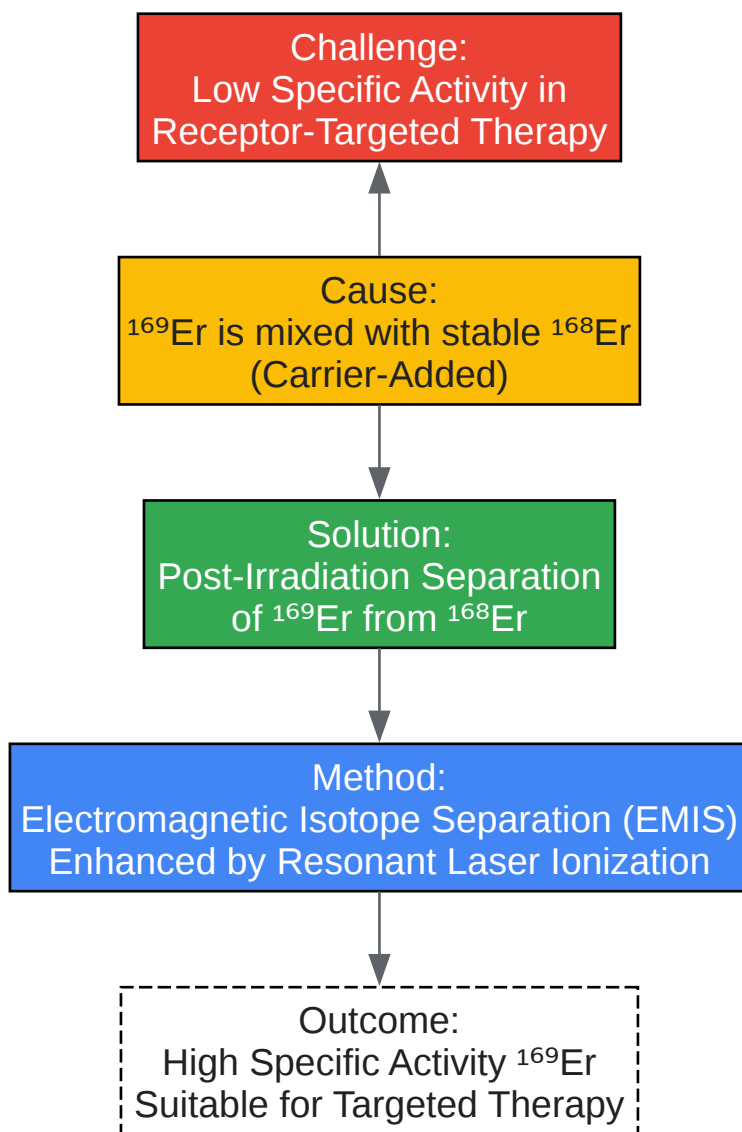 Challenge:
Low Specific Activity in
Receptor-Targeted Therapy
Cause:
¹⁶⁹Er is mixed with stable ¹⁶⁸Er
(Carrier-Added)
Solution:
Post-Irradiation Separation
of ¹⁶⁹Er from ¹⁶⁸Er
Method:
Electromagnetic Isotope Separation (EMIS)
Enhanced by Resonant Laser Ionization
Outcome:
High Specific Activity ¹⁶⁹Er
Suitable for Targeted Therapy